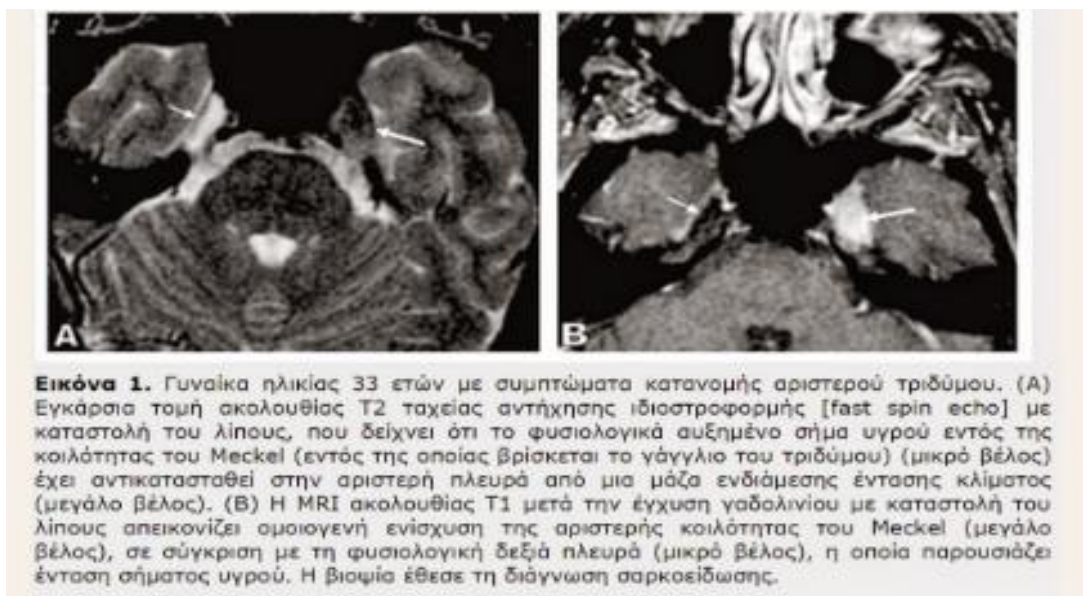 A
B
Εικόνα 1. Γυναίκα ηλικίας 33 ετών με συμπτώματα κατανομής αριστερού τριδύμου. (Α)
Εγκάρσια τομή ακολουθίας Τ2 ταχείας αντήχησης ιδιοστροφορμής [fast spin echo] με
καταστολή του λίπους, που δείχνει ότι το φυσιολογικά αυξημένο σήμα υγρού εντός της
κοιλότητας του Meckel (εντός της οποίας βρίσκεται το γάγγλιο του τριδύμου) (μικρό βέλος)
έχει αντικατασταθεί στην αριστερή πλευρά από μια μάζα ενδιάμεσης έντασης κλίματος
(μεγάλο βέλος). (Β) Η MRI ακολουθίας Τ1 μετά την έγχυση γαδολινίου με καταστολή του
λίπους απεικονίζει ομοιογενή ενίσχυση της αριστερής κοιλότητας του Meckel (μεγάλο
βέλος), σε σύγκριση με τη φυσιολογική δεξιά πλευρά (μικρό βέλος), η οποία παρουσιάζει
ένταση σήματος υγρού. Η βιοψία έθεσε τη διάγνωση σαρκοείδωσης.